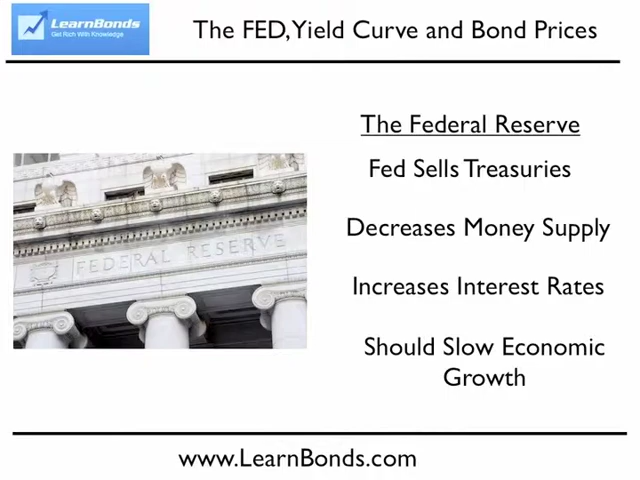 LearnBonds
Get Rich With Knowledge
The FED, Yield Curve and Bond Prices
The Federal Reserve
Fed Sells Treasuries
Decreases Money Supply
Increases Interest Rates
Should Slow Economic
Growth
FEDERAL RESERVE
www.LearnBonds.com